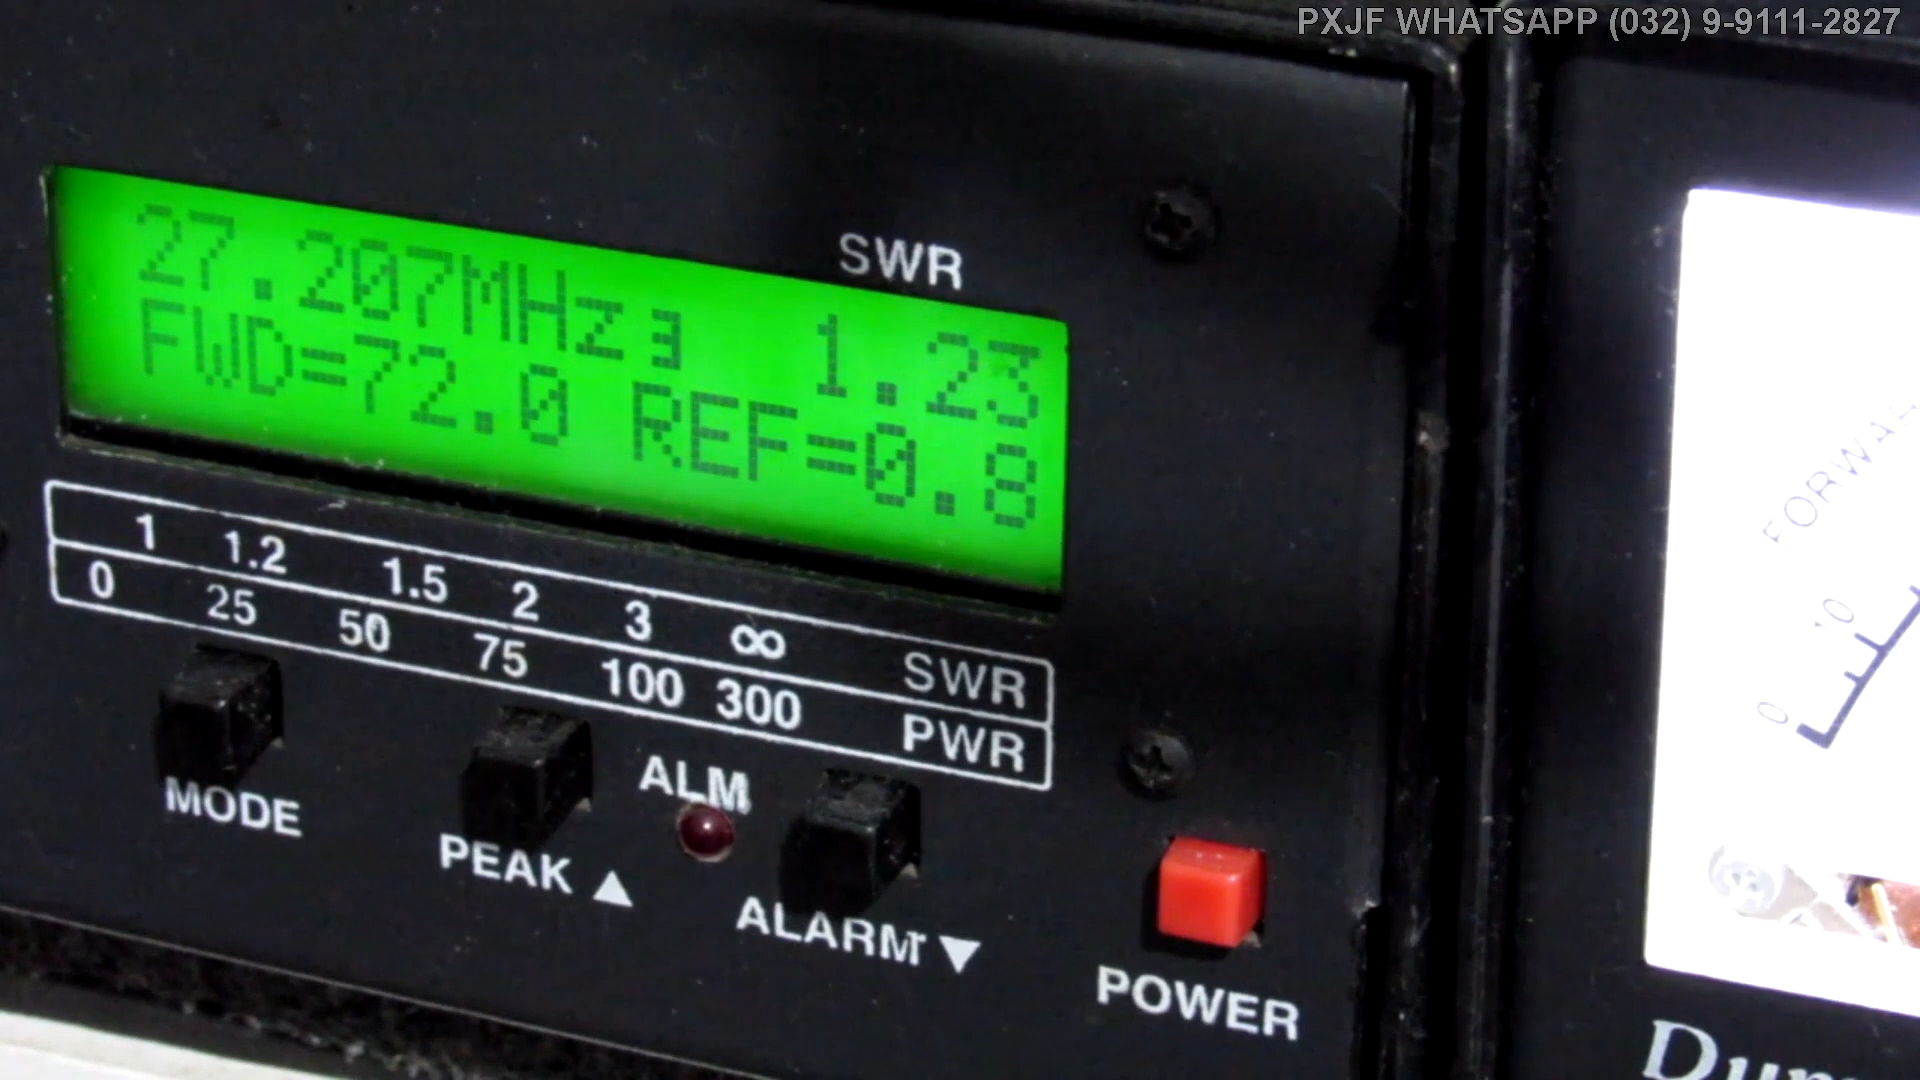 PXJF WHATSAPP (032) 9-9111-2827
SWR
27.207MHz 1.23
FWD=72.0 REF=0.8
1 1.2 1.5 2 3 ∞ SWR
0 25 50 75 100 300 PWR
MODE
PEAK ▲
ALM
ALARM ▼
POWER
0 10